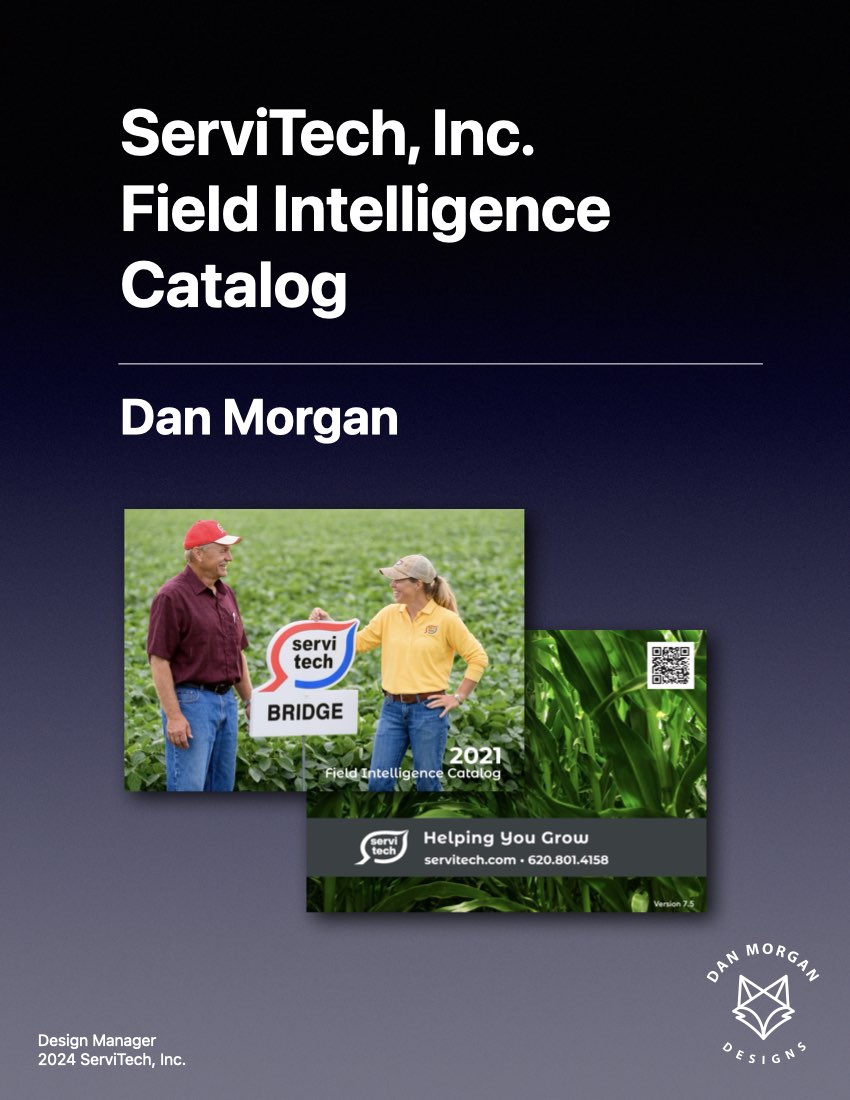 ServiTech, Inc.
Field Intelligence
Catalog
Dan Morgan
servi
tech
BRIDGE
2021
Field Intelligence Catalog
servi
tech
Helping You Grow
servitech.com • 620.801.4158
Version 7.5
DAN MORGAN
DESIGNS
Design Manager
2024 ServiTech, Inc.